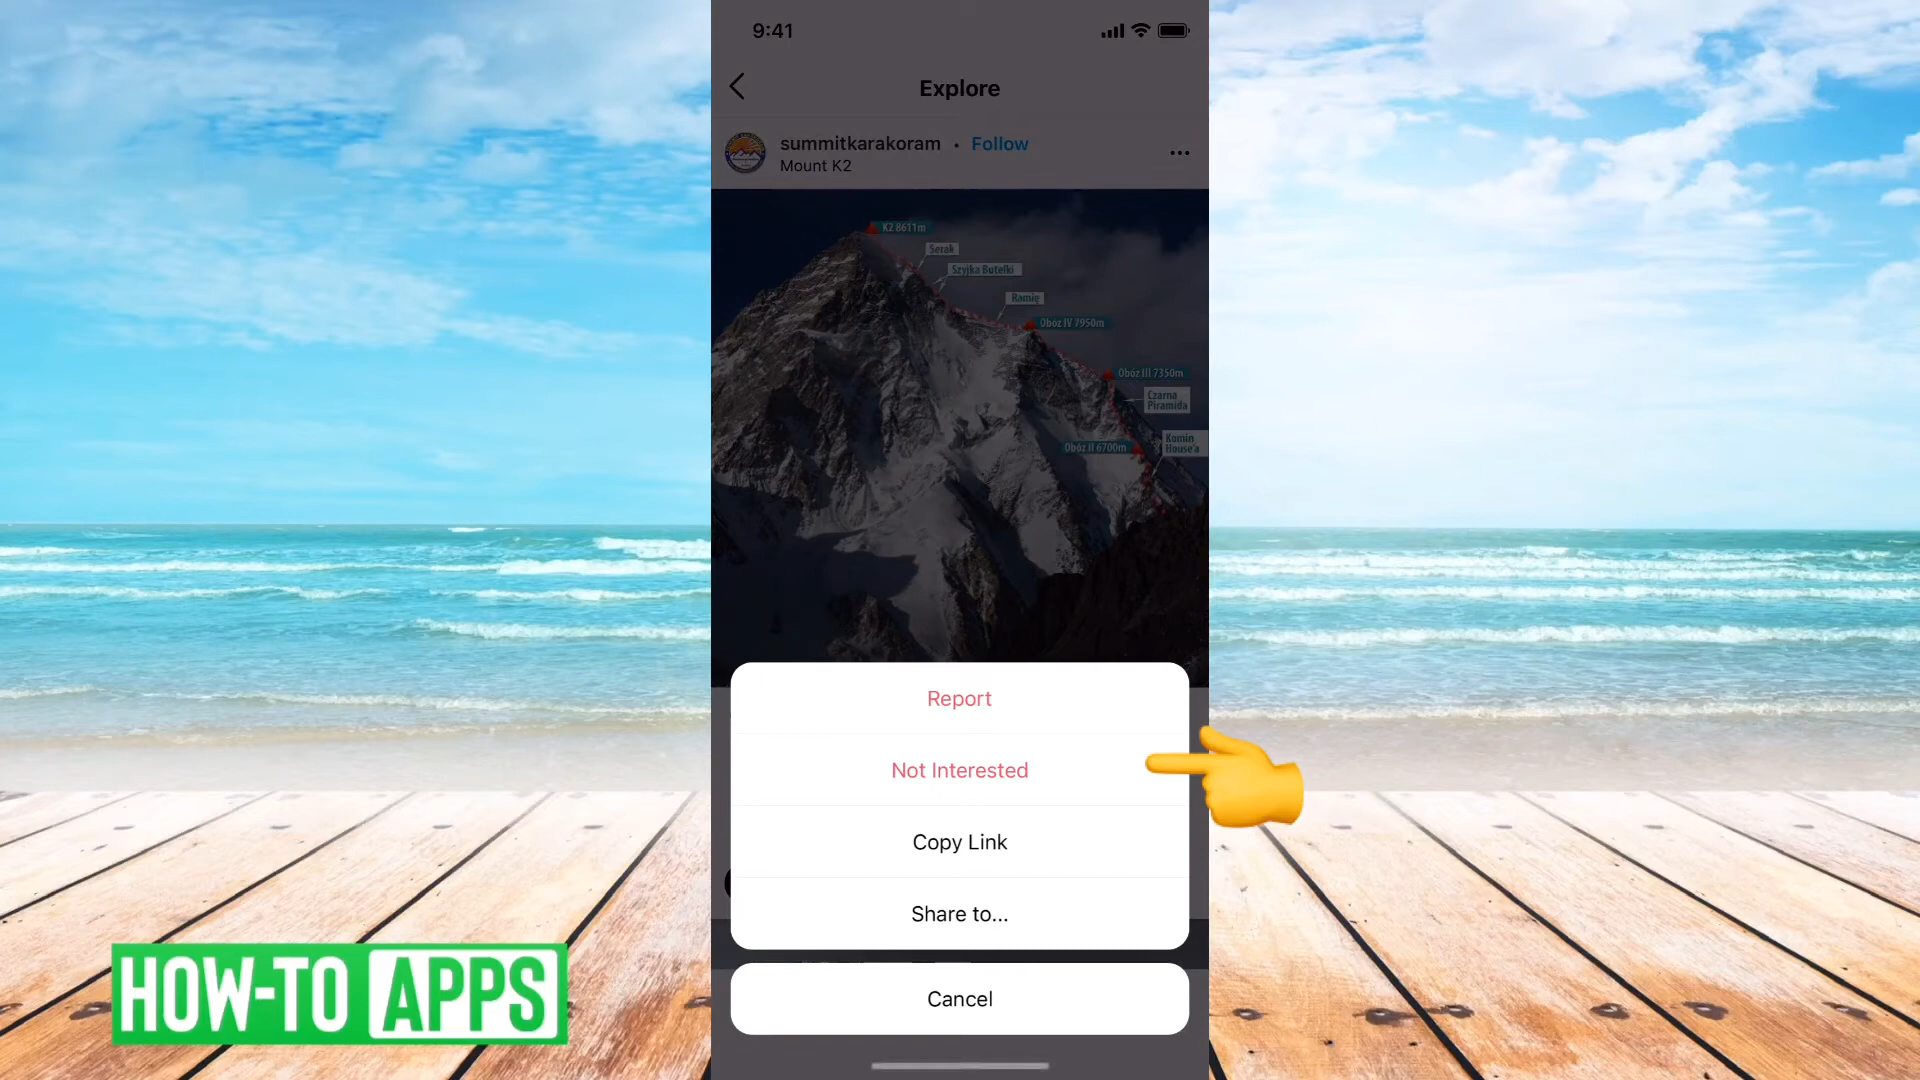 9:41
Explore
summitkarakoram • Follow
Mount K2
K2 8611m
Serak
Szyjka Butelki
Ramię
Obóz IV 7950m
Obóz III 7350m
Czarna
Piramida
Komin
House'a
Obóz II 6700m
Report
Not Interested
Copy Link
Share to...
Cancel
HOW-TO APPS